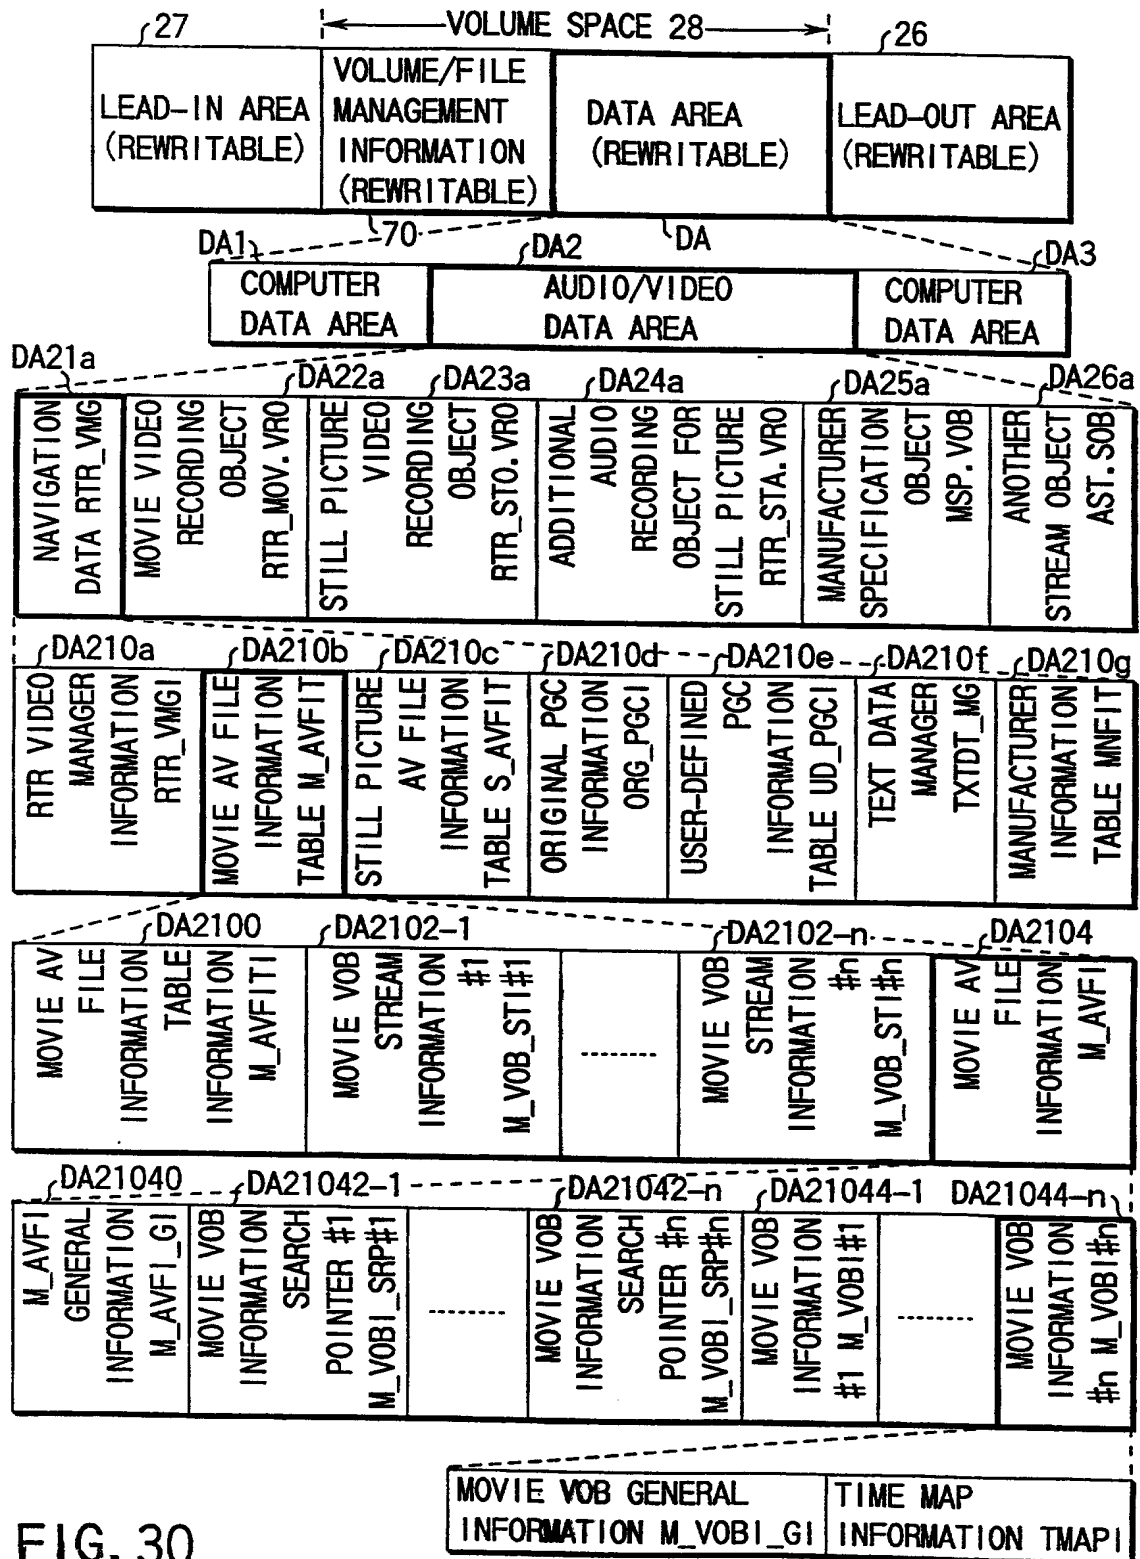 VOLUME SPACE 28
27
26
LEAD-IN AREA
(REWRITABLE)
VOLUME/FILE
MANAGEMENT
INFORMATION
(REWRITABLE)
DATA AREA
(REWRITABLE)
LEAD-OUT AREA
(REWRITABLE)
70
DA
DA1
DA2
DA3
COMPUTER
DATA AREA
AUDIO/VIDEO
DATA AREA
COMPUTER
DATA AREA
DA21a
DA22a
DA23a
DA24a
DA25a
DA26a
NAVIGATION
DATA RTR_VMG
MOVIE VIDEO
RECORDING
OBJECT
RTR_MOV.VRO
STILL PICTURE
VIDEO
RECORDING
OBJECT
RTR_STO.VRO
ADDITIONAL
AUDIO
RECORDING
OBJECT FOR
STILL PICTURE
RTR_STA.VRO
MANUFACTURER
SPECIFICATION
OBJECT
MSP.VOB
ANOTHER
STREAM OBJECT
AST.SOB
DA210a
DA210b
DA210c
DA210d
DA210e
DA210f
DA210g
RTR VIDEO
MANAGER
INFORMATION
RTR_VMGI
MOVIE AV FILE
INFORMATION
TABLE M_AVFIT
STILL PICTURE
AV FILE
INFORMATION
TABLE S_AVFIT
ORIGINAL PGC
INFORMATION
ORG_PGCI
USER-DEFINED
PGC
INFORMATION
TABLE UD_PGCI
TEXT DATA
MANAGER
TXTDT_MG
MANUFACTURER
INFORMATION
TABLE MNFIT
DA2100
DA2102-1
DA2102-n
DA2104
MOVIE AV
FILE
INFORMATION
TABLE
INFORMATION
M_AVFITI
MOVIE VOB
STREAM
INFORMATION
#1
M_VOB_STI#1
MOVIE VOB
STREAM
INFORMATION
#n
M_VOB_STI#n
MOVIE AV
FILE
INFORMATION
M_AVFI
DA21040
DA21042-1
DA21042-n
DA21044-1
DA21044-n
M_AVFI
GENERAL
INFORMATION
M_AVFI_GI
MOVIE VOB
INFORMATION
SEARCH
POINTER #1
M_VOBI_SRP#1
MOVIE VOB
INFORMATION
SEARCH
POINTER #n
M_VOBI_SRP#n
MOVIE VOB
INFORMATION
#1 M_VOBI#1
MOVIE VOB
INFORMATION
#n M_VOBI#n
MOVIE VOB GENERAL
INFORMATION M_VOBI_GI
TIME MAP
INFORMATION TMAPI
FIG. 30